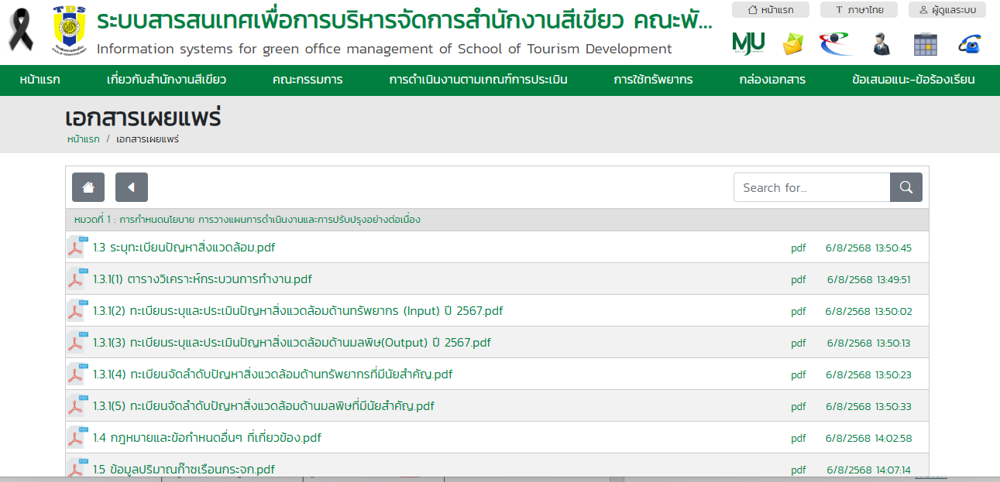 ระบบสารสนเทศเพื่อการบริหารจัดการสำนักงานสีเขียว คณะพั...
Information systems for green office management of School of Tourism Development
หน้าแรก
ภาษาไทย
ผู้ดูแลระบบ
TDS
MJU
หน้าแรก เกี่ยวกับสำนักงานสีเขียว คณะกรรมการ การดำเนินงานตามเกณฑ์การประเมิน การใช้ทรัพยากร กล่องเอกสาร ข้อเสนอแนะ-ข้อร้องเรียน
เอกสารเผยแพร่
หน้าแรก / เอกสารเผยแพร่
Search for...
หมวดที่ 1 : การกำหนดนโยบาย การวางแผนการดำเนินงานและการปรับปรุงอย่างต่อเนื่อง
1.3 ระบุทะเบียนปัญหาสิ่งแวดล้อม.pdf pdf 6/8/2568 13:50:45
1.3.1(1) ตารางวิเคราะห์กระบวนการทำงาน.pdf pdf 6/8/2568 13:49:51
1.3.1(2) ทะเบียนระบุและประเมินปัญหาสิ่งแวดล้อมด้านทรัพยากร (Input) ปี 2567.pdf pdf 6/8/2568 13:50:02
1.3.1(3) ทะเบียนระบุและประเมินปัญหาสิ่งแวดล้อมด้านมลพิษ(Output) ปี 2567.pdf pdf 6/8/2568 13:50:13
1.3.1(4) ทะเบียนจัดลำดับปัญหาสิ่งแวดล้อมด้านทรัพยากรที่มีนัยสำคัญ.pdf pdf 6/8/2568 13:50:23
1.3.1(5) ทะเบียนจัดลำดับปัญหาสิ่งแวดล้อมด้านมลพิษที่มีนัยสำคัญ.pdf pdf 6/8/2568 13:50:33
1.4 กฎหมายและข้อกำหนดอื่นๆ ที่เกี่ยวข้อง.pdf pdf 6/8/2568 14:02:58
1.5 ข้อมูลปริมาณก๊าซเรือนกระจก.pdf pdf 6/8/2568 14:07:14